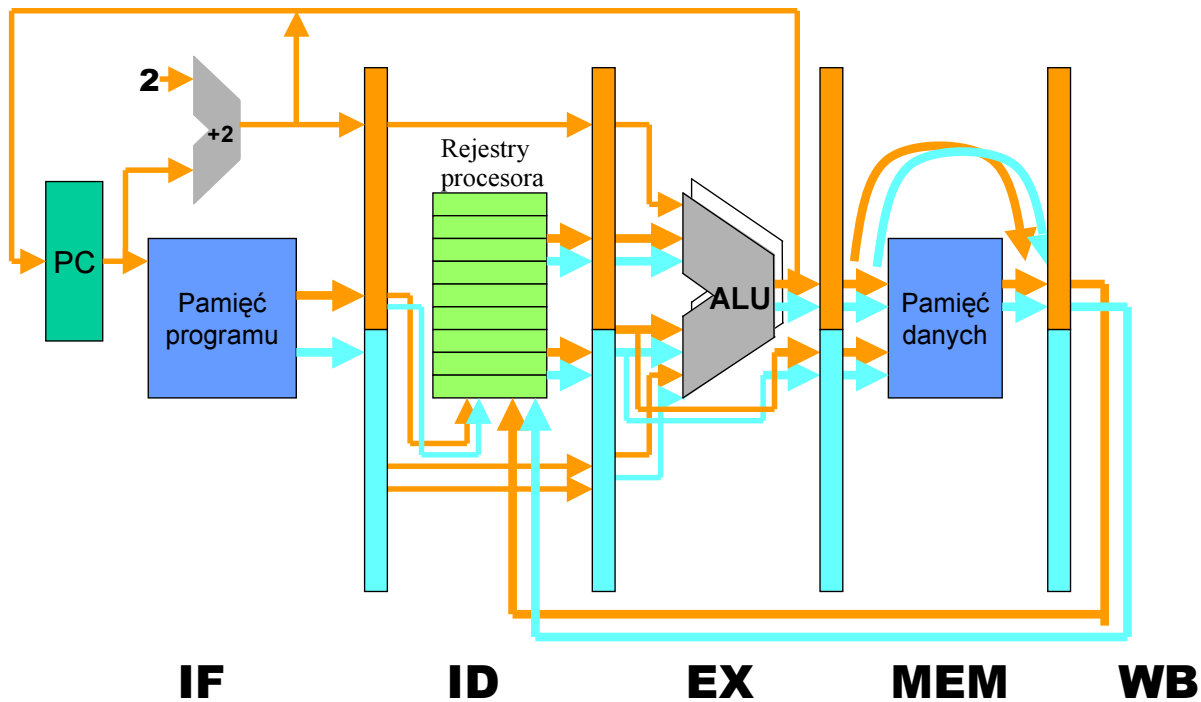 2
+2
Rejestry
procesora
PC
Pamięć
programu
ALU
Pamięć
danych
IF
ID
EX
MEM
WB